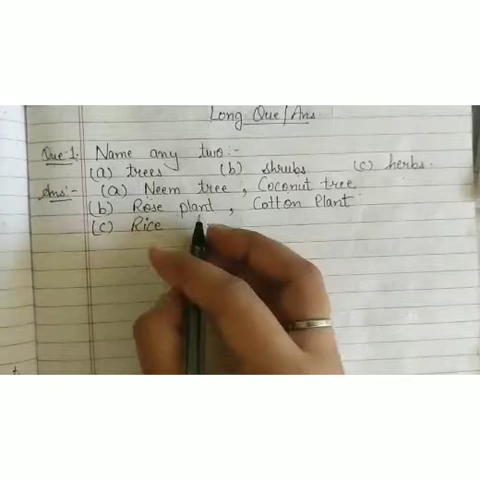 Long Que/Ans
Que-1. Name any two:-
(a) trees (b) shrubs (c) herbs.
Ans:- (a) Neem tree, Coconut tree
(b) Rose plant, Cotton Plant
(c) Rice